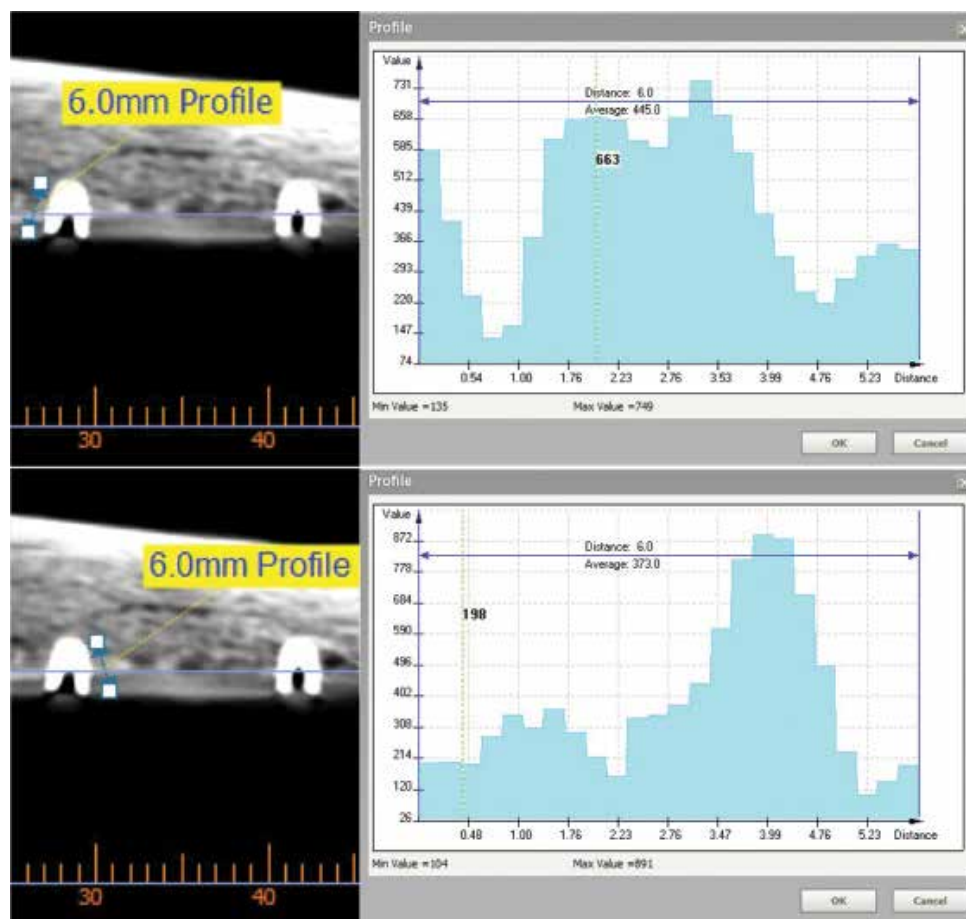 6.0mm Profile
30 40
Profile
Value
731
658
585
512
439
366
293
220
147
74
Distance: 6.0
Average: 445.0
663
0.54 1.00 1.76 2.23 2.76 3.53 3.99 4.76 5.23 Distance
Min Value =135 Max Value =749
OK Cancel
6.0mm Profile
30 40
Profile
Value
872
778
684
590
496
402
308
214
120
26
Distance: 6.0
Average: 373.0
198
0.48 1.00 1.76 2.23 2.76 3.47 3.99 4.76 5.23 Distance
Min Value =104 Max Value =891
OK Cancel